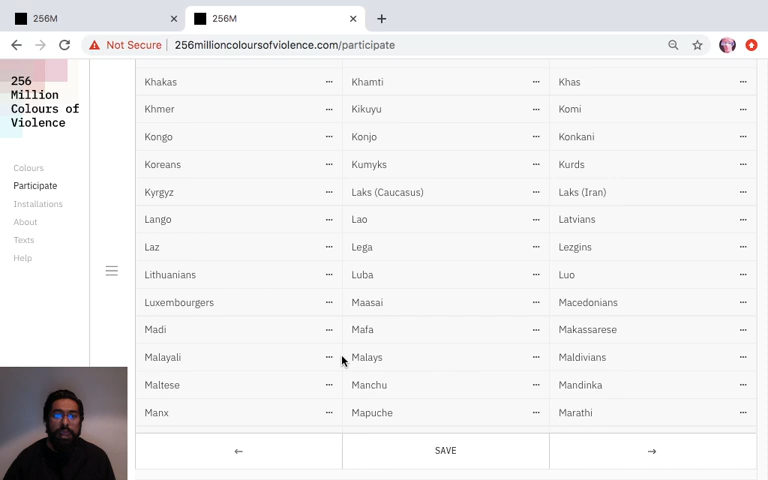 256M
256M
Not Secure 256millioncoloursofviolence.com/participate
256
Million
Colours of
Violence
Colours
Participate
Installations
About
Texts
Help
Khakas ... Khamti ... Khas ...
Khmer ... Kikuyu ... Komi ...
Kongo ... Konjo ... Konkani ...
Koreans ... Kumyks ... Kurds ...
Kyrgyz ... Laks (Caucasus) ... Laks (Iran) ...
Lango ... Lao ... Latvians ...
Laz ... Lega ... Lezgins ...
Lithuanians ... Luba ... Luo ...
Luxembourgers ... Maasai ... Macedonians ...
Madi ... Mafa ... Makassarese ...
Malayali ... Malays ... Maldivians ...
Maltese ... Manchu ... Mandinka ...
Manx ... Mapuche ... Marathi ...
← SAVE →